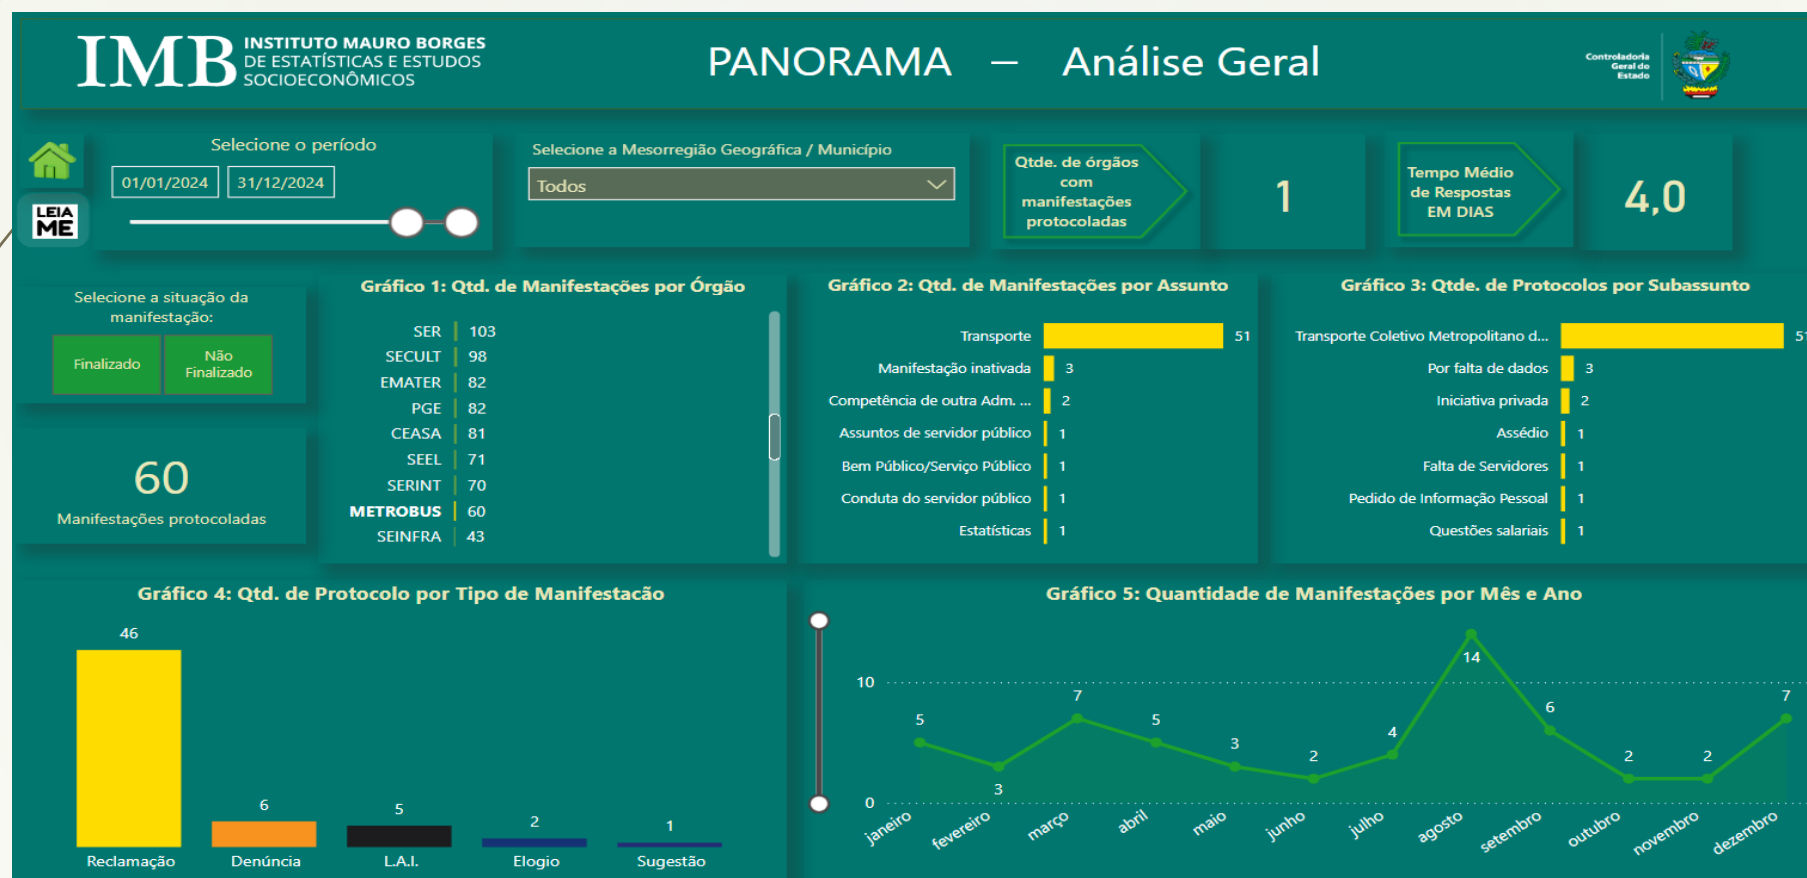 IMB
INSTITUTO MAURO BORGES
DE ESTATÍSTICAS E ESTUDOS
SOCIOECONÔMICOS
PANORAMA — Análise Geral
Controladoria
Geral do
Estado
Selecione o período
01/01/2024 31/12/2024
LEIA
ME
Selecione a Mesorregião Geográfica / Município
Todos
Qtde. de órgãos
com
manifestações
protocoladas
1
Tempo Médio
de Respostas
EM DIAS
4,0
Selecione a situação da
manifestação:
Finalizado
Não
Finalizado
60
Manifestações protocoladas
Gráfico 1: Qtd. de Manifestações por Órgão
SER 103
SECULT 98
EMATER 82
PGE 82
CEASA 81
SEEL 71
SERINT 70
METROBUS 60
SEINFRA 43
Gráfico 2: Qtd. de Manifestações por Assunto
Transporte 51
Manifestação inativada 3
Competência de outra Adm. ... 2
Assuntos de servidor público 1
Bem Público/Serviço Público 1
Conduta do servidor público 1
Estatísticas 1
Gráfico 3: Qtde. de Protocolos por Subassunto
Transporte Coletivo Metropolitano d... 51
Por falta de dados 3
Iniciativa privada 2
Assédio 1
Falta de Servidores 1
Pedido de Informação Pessoal 1
Questões salariais 1
Gráfico 4: Qtd. de Protocolo por Tipo de Manifestacão
46 6 5 2 1
Reclamação Denúncia L.A.I. Elogio Sugestão
Gráfico 5: Quantidade de Manifestações por Mês e Ano
10
0
5 3 7 5 3 2 4 14 6 2 2 7
janeiro fevereiro março abril maio junho julho agosto setembro outubro novembro dezembro